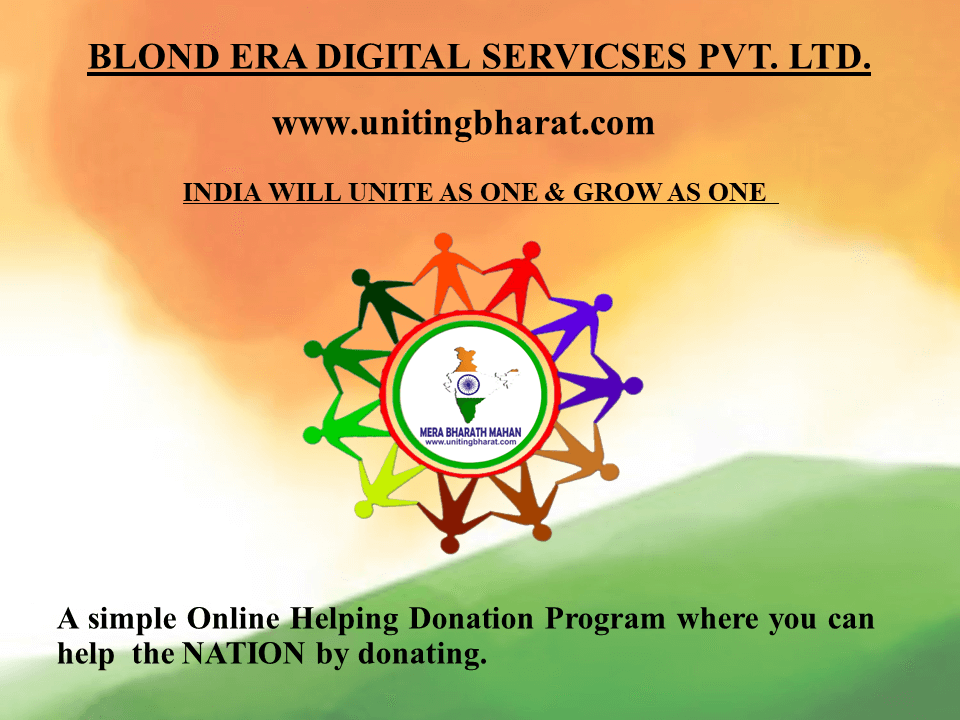 BLOND ERA DIGITAL SERVICSES PVT. LTD.
www.unitingbharat.com
INDIA WILL UNITE AS ONE & GROW AS ONE
MERA BHARATH MAHAN
www.unitingbharat.com
A simple Online Helping Donation Program where you can
help the NATION by donating.